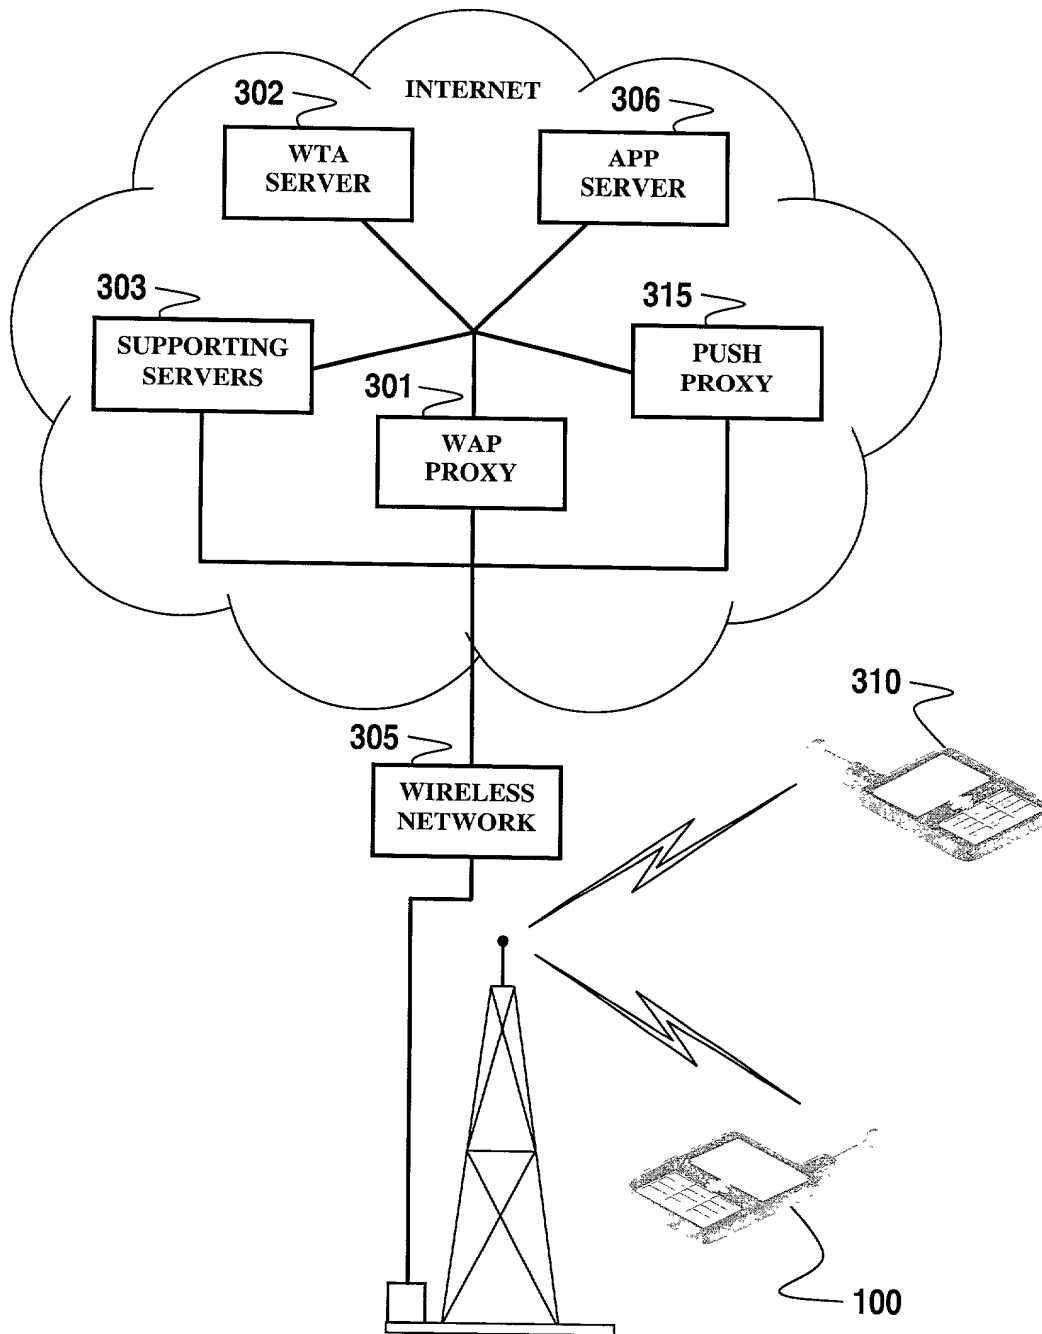 INTERNET
302
306
WTA
SERVER
APP
SERVER
303
315
SUPPORTING
SERVERS
PUSH
PROXY
301
WAP
PROXY
310
305
WIRELESS
NETWORK
100